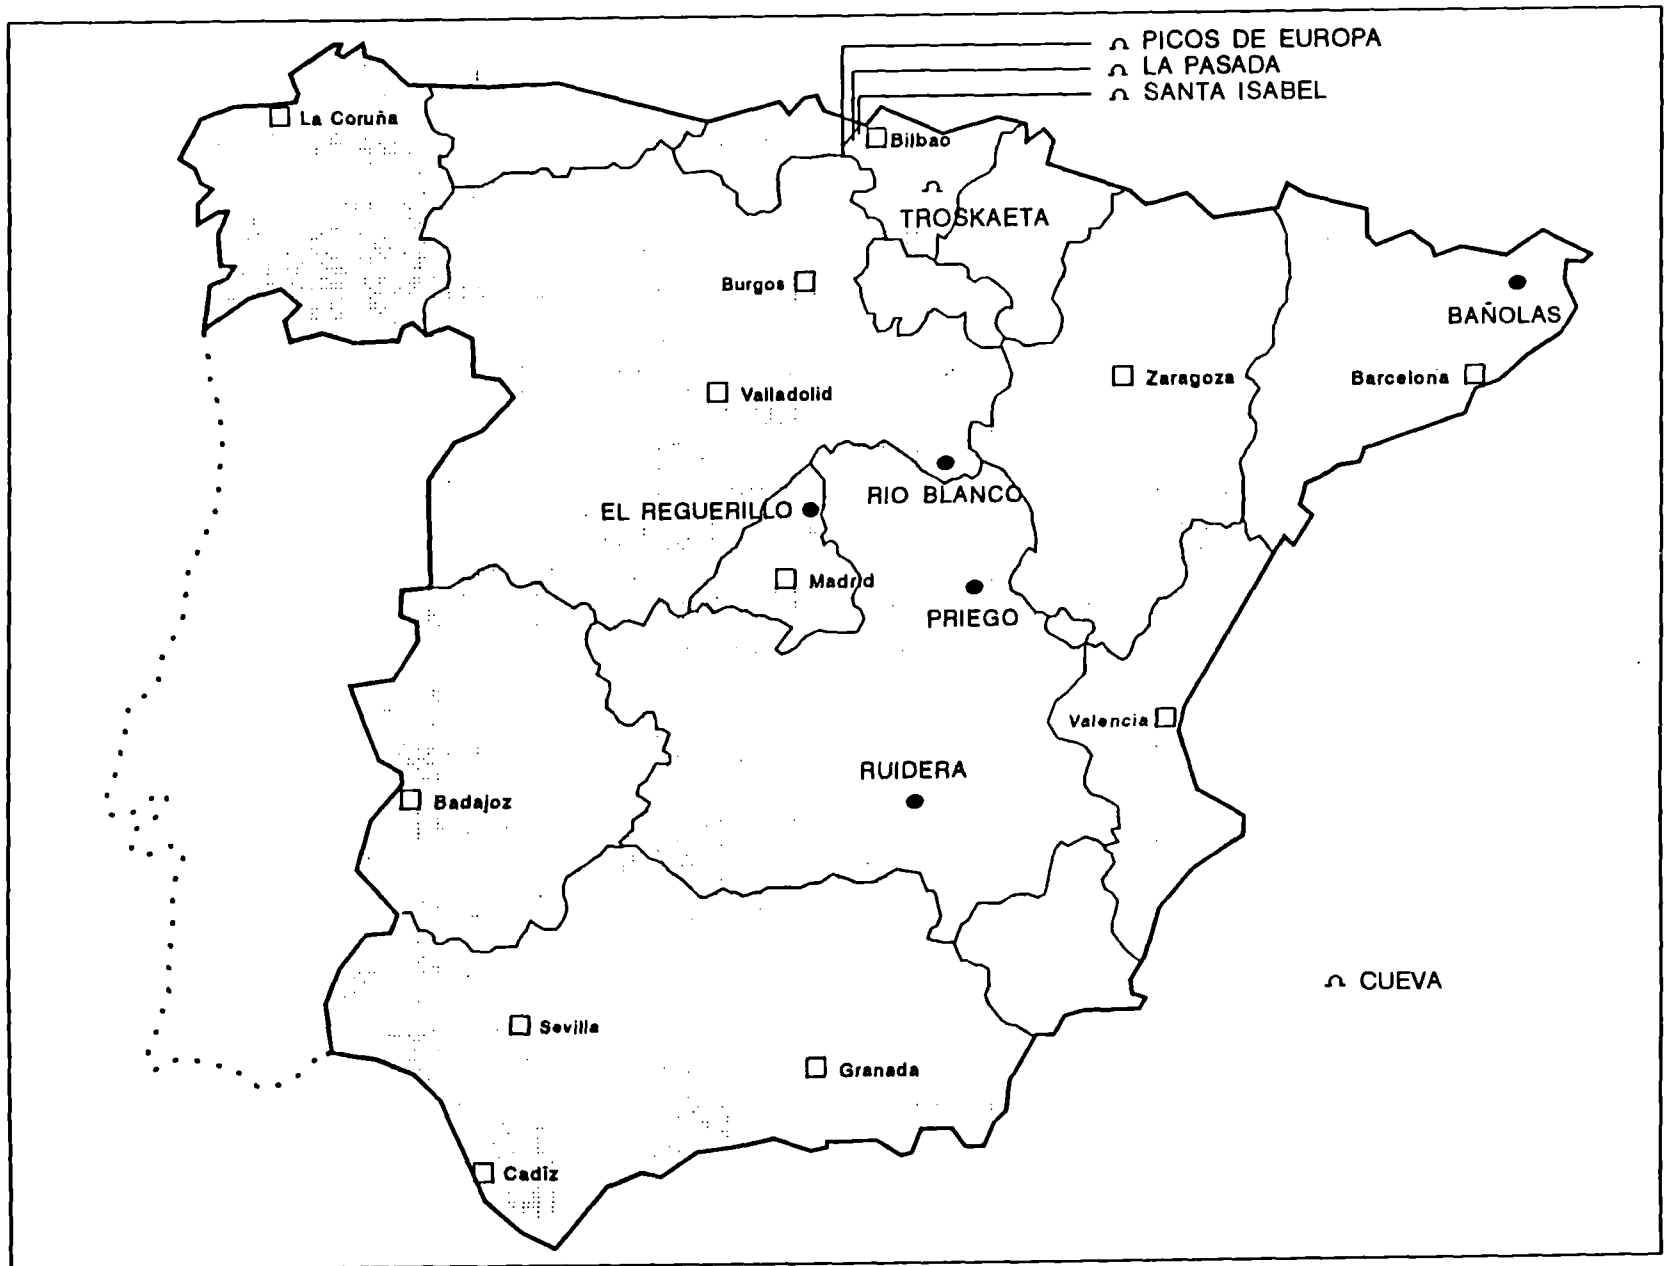 PICOS DE EUROPA
LA PASADA
SANTA ISABEL
La Coruña
Bilbao
TROSKAETA
Burgos
BAÑOLAS
Zaragoza
Barcelona
Valladolid
RIO BLANCO
EL REGUERILLO
Madrid
PRIEGO
Valencia
RUIDERA
Badajoz
CUEVA
Sevilla
Granada
Cadiz